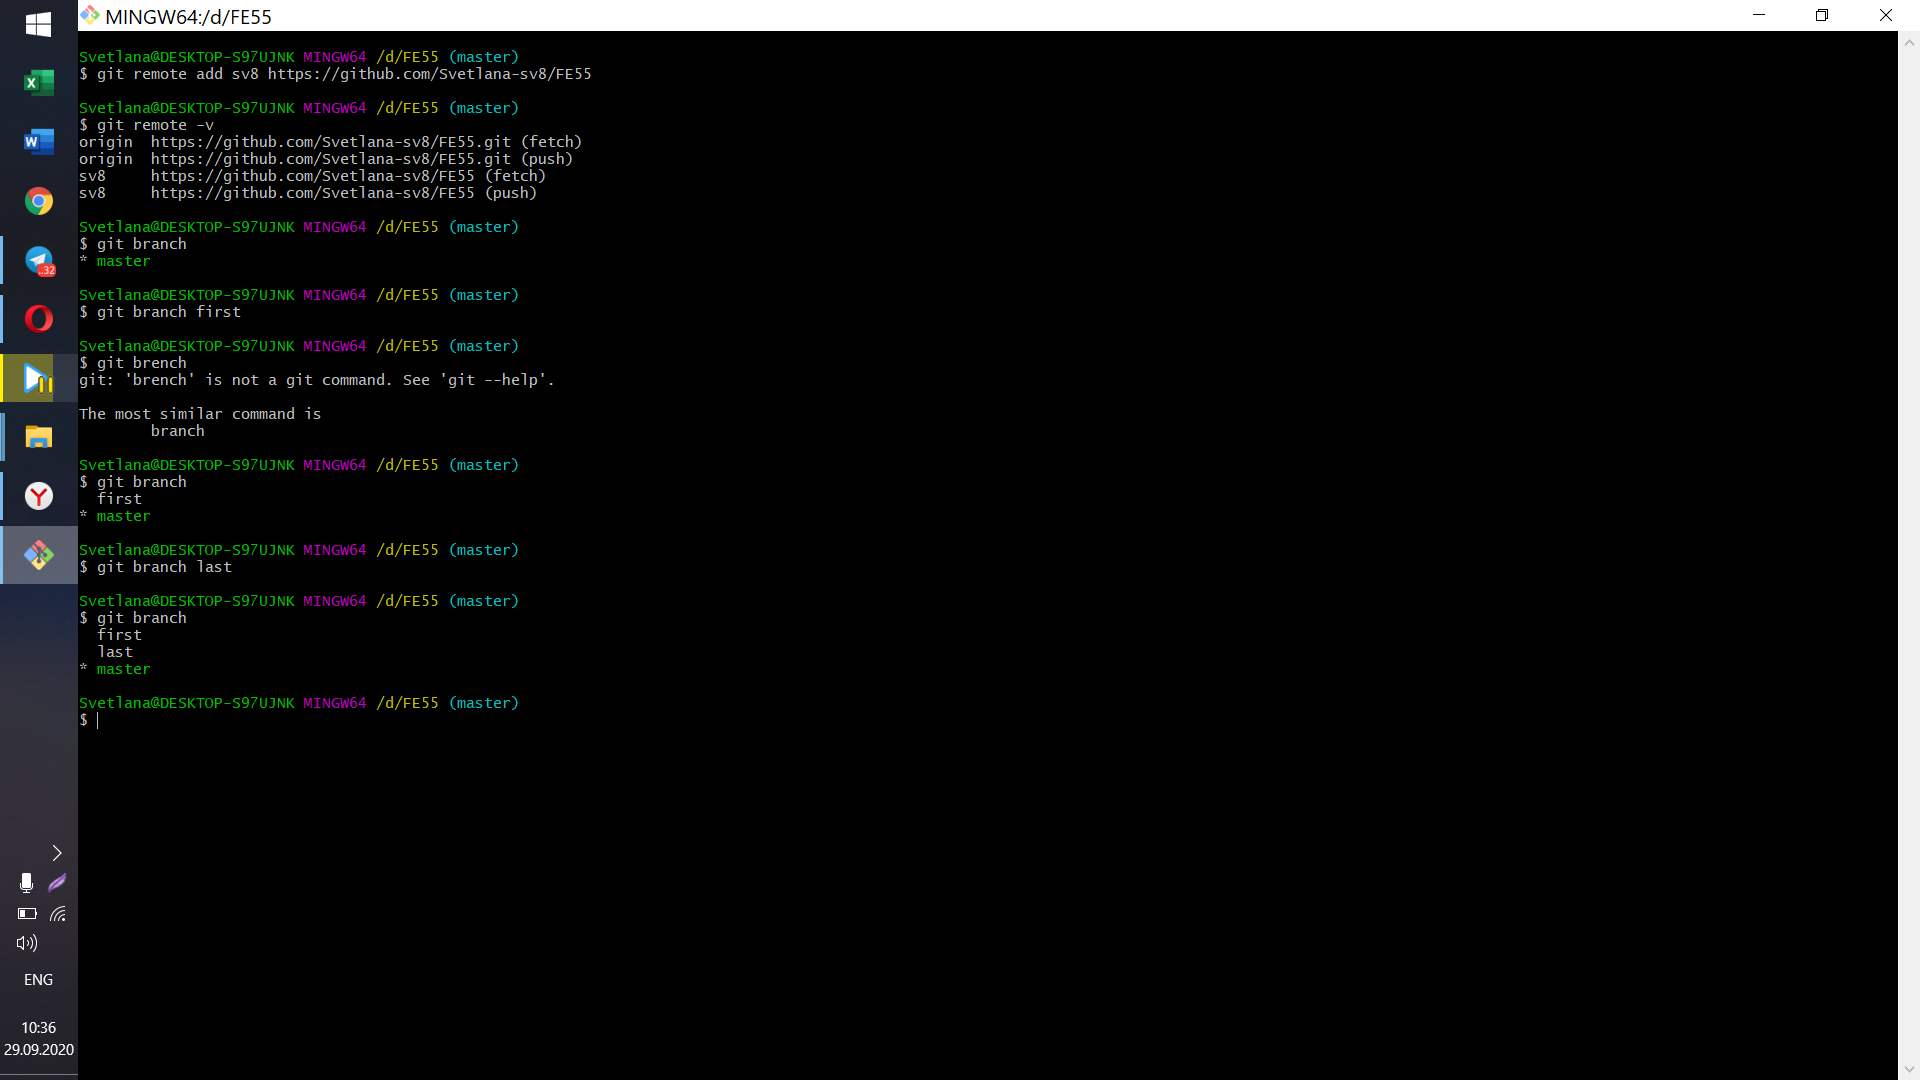 MINGW64:/d/FE55
Svetlana@DESKTOP-S97UJNK MINGW64 /d/FE55 (master)
$ git remote add sv8 https://github.com/Svetlana-sv8/FE55
Svetlana@DESKTOP-S97UJNK MINGW64 /d/FE55 (master)
$ git remote -v
origin  https://github.com/Svetlana-sv8/FE55.git (fetch)
origin  https://github.com/Svetlana-sv8/FE55.git (push)
sv8     https://github.com/Svetlana-sv8/FE55 (fetch)
sv8     https://github.com/Svetlana-sv8/FE55 (push)
Svetlana@DESKTOP-S97UJNK MINGW64 /d/FE55 (master)
$ git branch
* master
Svetlana@DESKTOP-S97UJNK MINGW64 /d/FE55 (master)
$ git branch first
Svetlana@DESKTOP-S97UJNK MINGW64 /d/FE55 (master)
$ git brench
git: 'brench' is not a git command. See 'git --help'.
The most similar command is
        branch
Svetlana@DESKTOP-S97UJNK MINGW64 /d/FE55 (master)
$ git branch
  first
* master
Svetlana@DESKTOP-S97UJNK MINGW64 /d/FE55 (master)
$ git branch last
Svetlana@DESKTOP-S97UJNK MINGW64 /d/FE55 (master)
$ git branch
  first
  last
* master
Svetlana@DESKTOP-S97UJNK MINGW64 /d/FE55 (master)
$
X
W
..32
ENG
10:36
29.09.2020